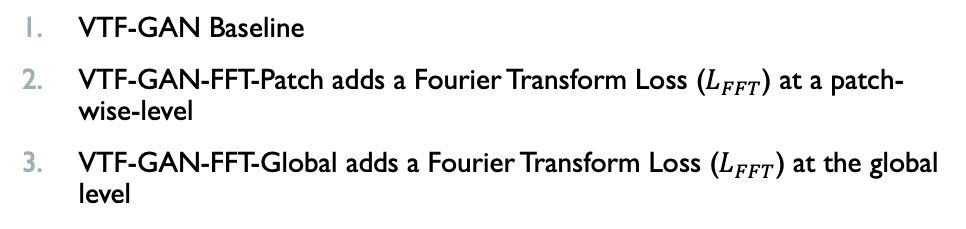 1. VTF-GAN Baseline
2. VTF-GAN-FFT-Patch adds a Fourier Transform Loss (L_FFT) at a patch-
wise-level
3. VTF-GAN-FFT-Global adds a Fourier Transform Loss (L_FFT) at the global
level